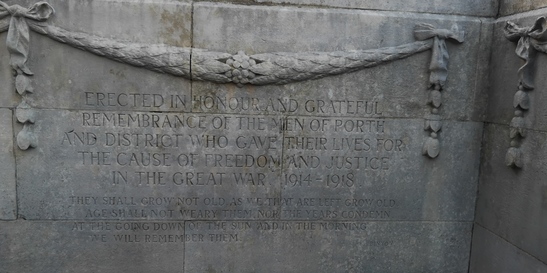 ERECTED IN HONOUR AND GRATEFUL
REMEMBRANCE OF THE MEN OF PORTH
AND DISTRICT WHO GAVE THEIR LIVES FOR
THE CAUSE OF FREEDOM AND JUSTICE
IN THE GREAT WAR 1914-1918
THEY SHALL GROW NOT OLD AS WE THAT ARE LEFT GROW OLD
AGE SHALL NOT WEARY THEM NOR THE YEARS CONDEMN
AT THE GOING DOWN OF THE SUN AND IN THE MORNING
WE WILL REMEMBER THEM